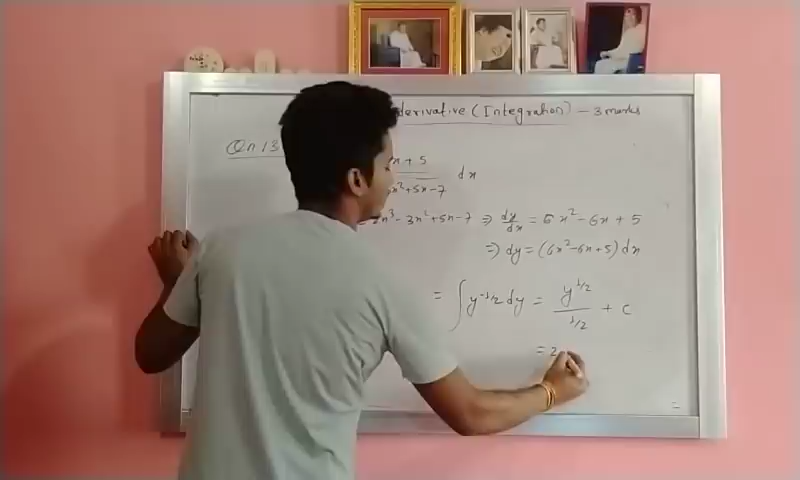 derivative (Integration) - 3 marks
Qn 13
x + 5
x² + 5x - 7 dx
2x³ - 3x² + 5x - 7 ⇒ dy/dx = 6x² - 6x + 5
⇒ dy = (6x² - 6x + 5) dx
= ∫ y^-1/2 dy = y^1/2 / 1/2 + c
= 2